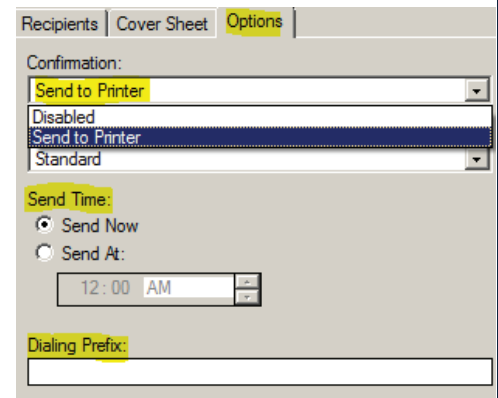 Recipients Cover Sheet Options
Confirmation:
Send to Printer
Disabled
Send to Printer
Standard
Send Time:
Send Now
Send At:
12:00 AM
Dialing Prefix: